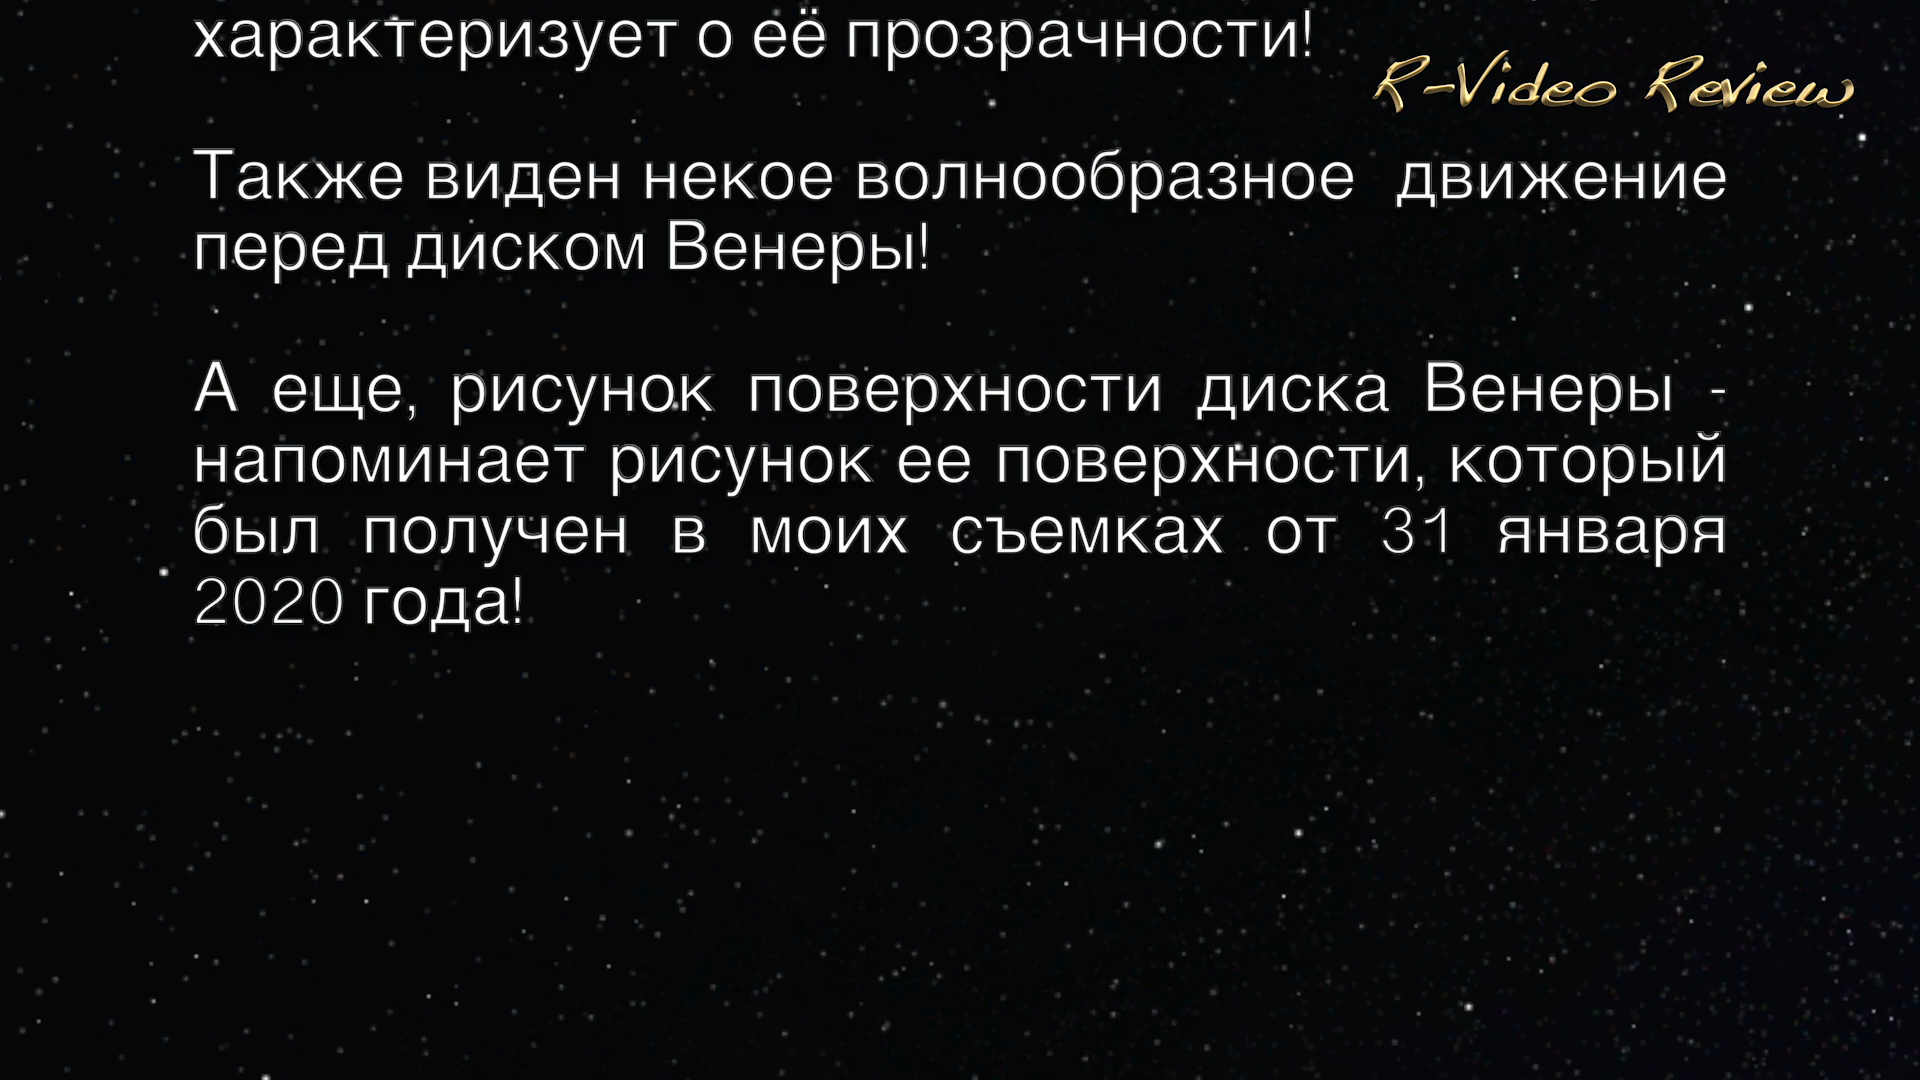 характеризует о её прозрачности!
R-Video Review
Также виден некое волнообразное движение
перед диском Венеры!
А еще, рисунок поверхности диска Венеры -
напоминает рисунок ее поверхности, который
был получен в моих съемках от 31 января
2020 года!